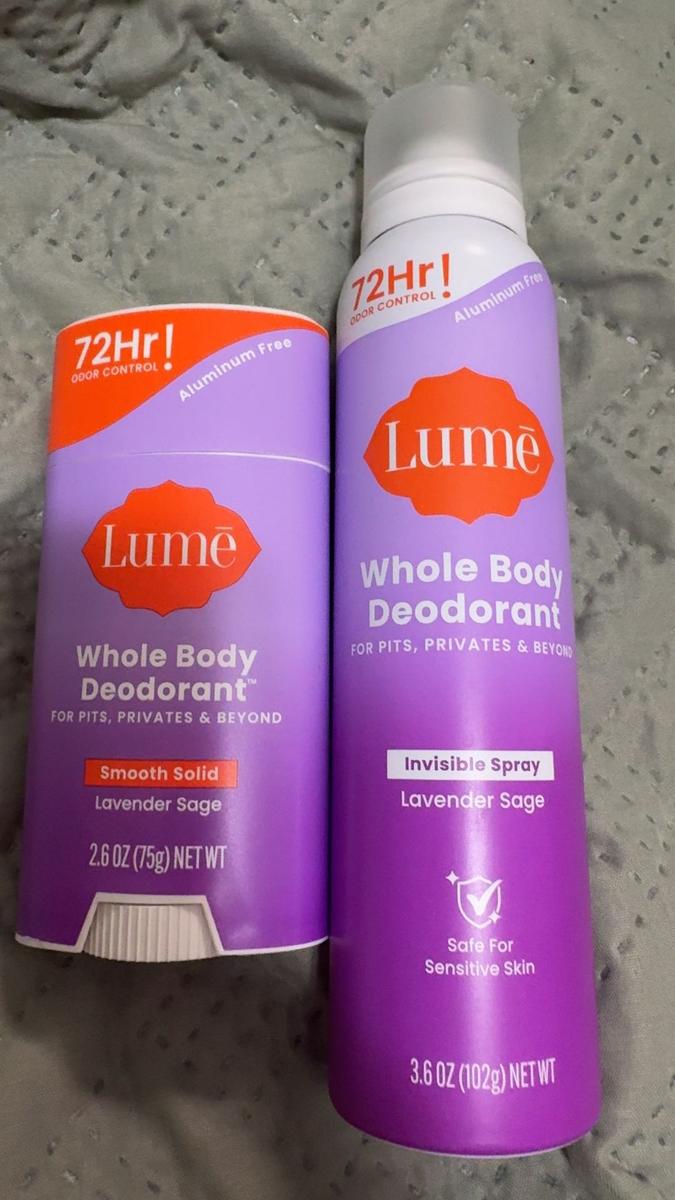 72Hr!
ODOR CONTROL
Aluminum Free
Lumē
Whole Body
Deodorant™
FOR PITS, PRIVATES & BEYOND
Smooth Solid
Lavender Sage
2.6 OZ (75g) NET WT
72Hr!
ODOR CONTROL
Aluminum Free
Lumē
Whole Body
Deodorant
FOR PITS, PRIVATES & BEYOND
Invisible Spray
Lavender Sage
Safe For
Sensitive Skin
3.6 OZ (102g) NET WT